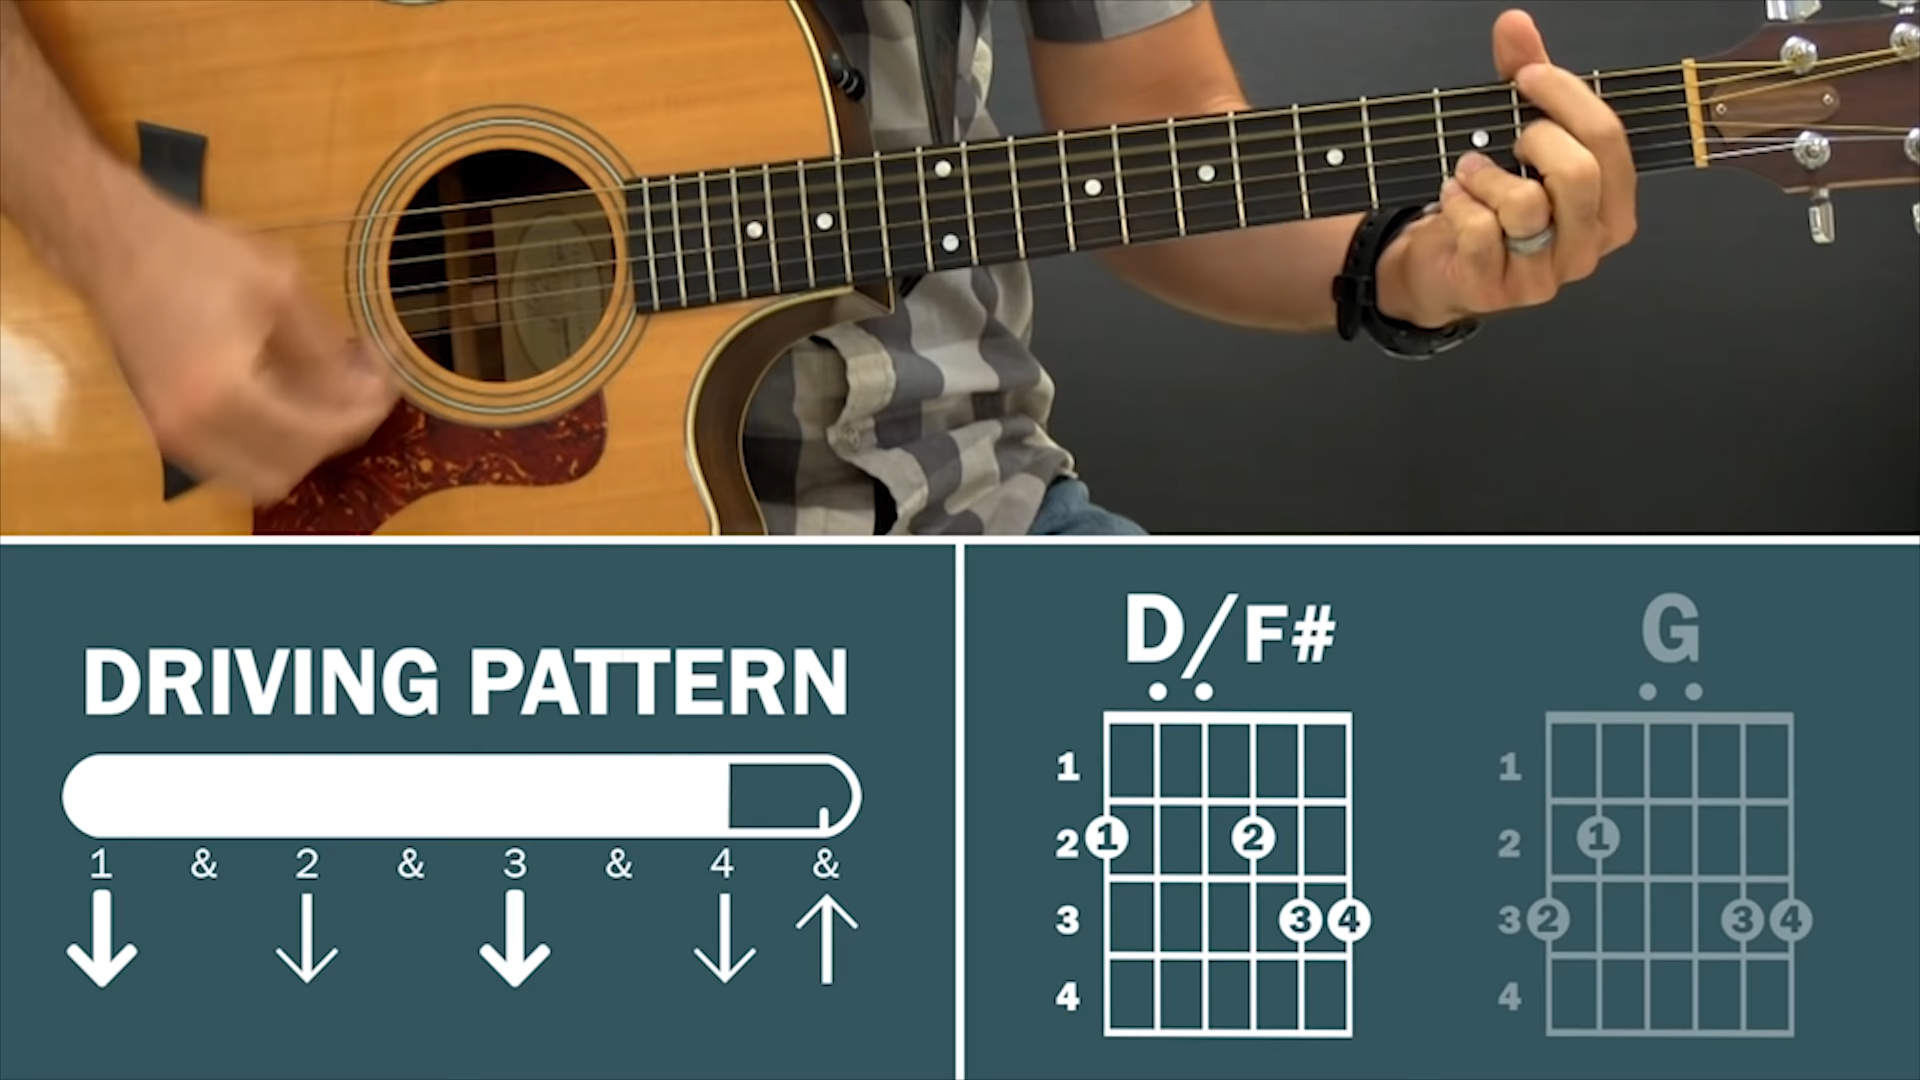 DRIVING PATTERN
1 & 2 & 3 & 4 &
D/F#
1
2 1 2
3 3 4
4
G
1
2 1
3 2 3 4
4